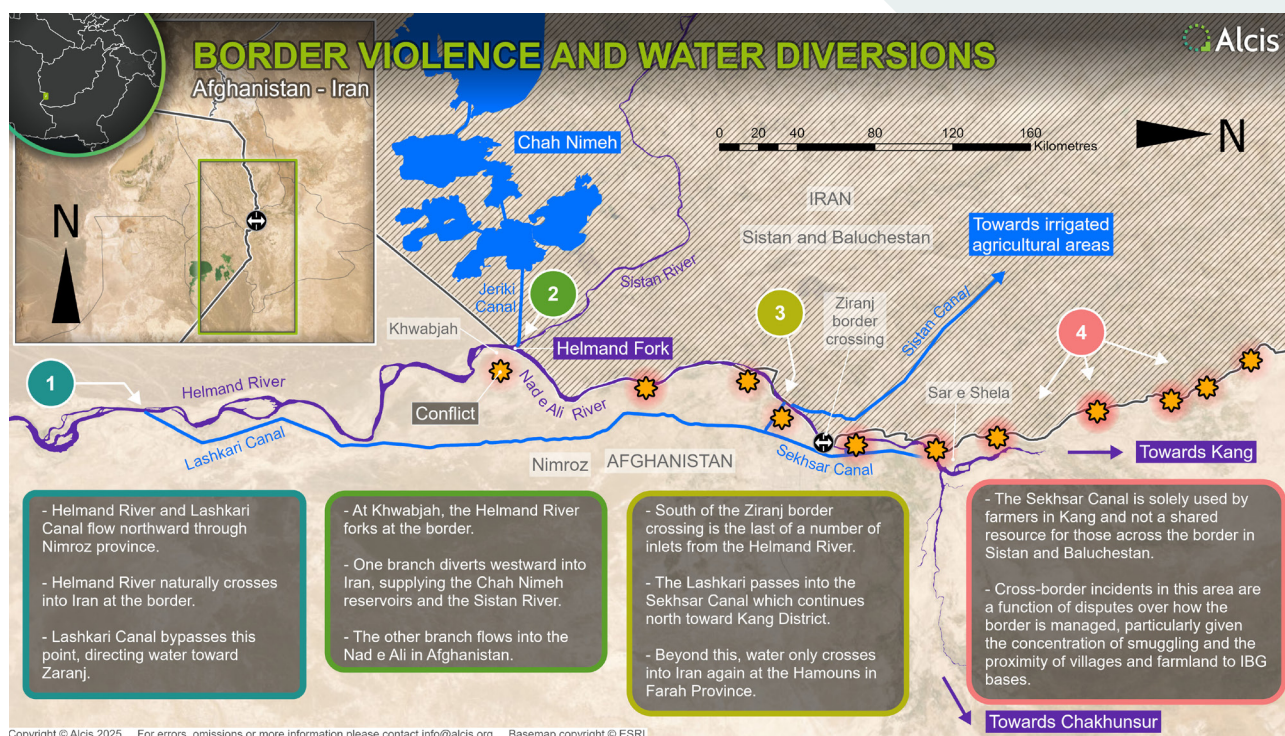 BORDER VIOLENCE AND WATER DIVERSIONS
Afghanistan - Iran
Alcis
N
Chah Nimeh
0 20 40 80 120 160
Kilometres
N
IRAN
Sistan and Baluchestan
Towards irrigated
agricultural areas
Jeriki
Canal
2
Sistan River
Khwabjah
Helmand Fork
3
Ziranj
border
crossing
Sistan Canal
4
1
Helmand River
Conflict
Nad e Ali River
Sar e Shela
Lashkari Canal
Nimroz
AFGHANISTAN
Sekhsar Canal
Towards Kang
- Helmand River and Lashkari
Canal flow northward through
Nimroz province.
- Helmand River naturally crosses
into Iran at the border.
- Lashkari Canal bypasses this
point, directing water toward
Zaranj.
- At Khwabjah, the Helmand River
forks at the border.
- One branch diverts westward into
Iran, supplying the Chah Nimeh
reservoirs and the Sistan River.
- The other branch flows into the
Nad e Ali in Afghanistan.
- South of the Ziranj border
crossing is the last of a number of
inlets from the Helmand River.
- The Lashkari passes into the
Sekhsar Canal which continues
north toward Kang District.
- Beyond this, water only crosses
into Iran again at the Hamouns in
Farah Province.
- The Sekhsar Canal is solely used by
farmers in Kang and not a shared
resource for those across the border in
Sistan and Baluchestan.
- Cross-border incidents in this area are
a function of disputes over how the
border is managed, particularly given
the concentration of smuggling and the
proximity of villages and farmland to IBG
bases.
Towards Chakhunsur
Copyright © Alcis 2025 For errors, omissions or more information please contact info@alcis.org Basemap copyright © ESRI